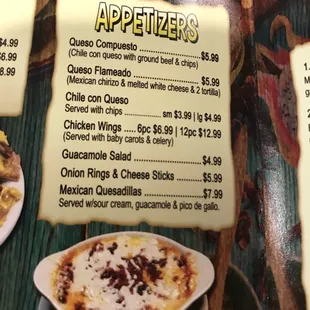 $4.99
$6.99
$8.99
APPETIZERS
Queso Compuesto ..................... $5.99
(Chile con queso with ground beef & chips)
Queso Flameado ....................... $5.99
(Mexican chirizo & melted white cheese & 2 tortilla)
Chile con Queso
Served with chips ............. sm $3.99 | lg $4.99
Chicken Wings ..... 6pc $6.99 | 12pc $12.99
(Served with baby carrots & celery)
Guacamole Salad ....................... $4.99
Onion Rings & Cheese Sticks ...... $5.99
Mexican Quesadillas ................... $7.99
Served w/sour cream, guacamole & pico de gallo.
1.